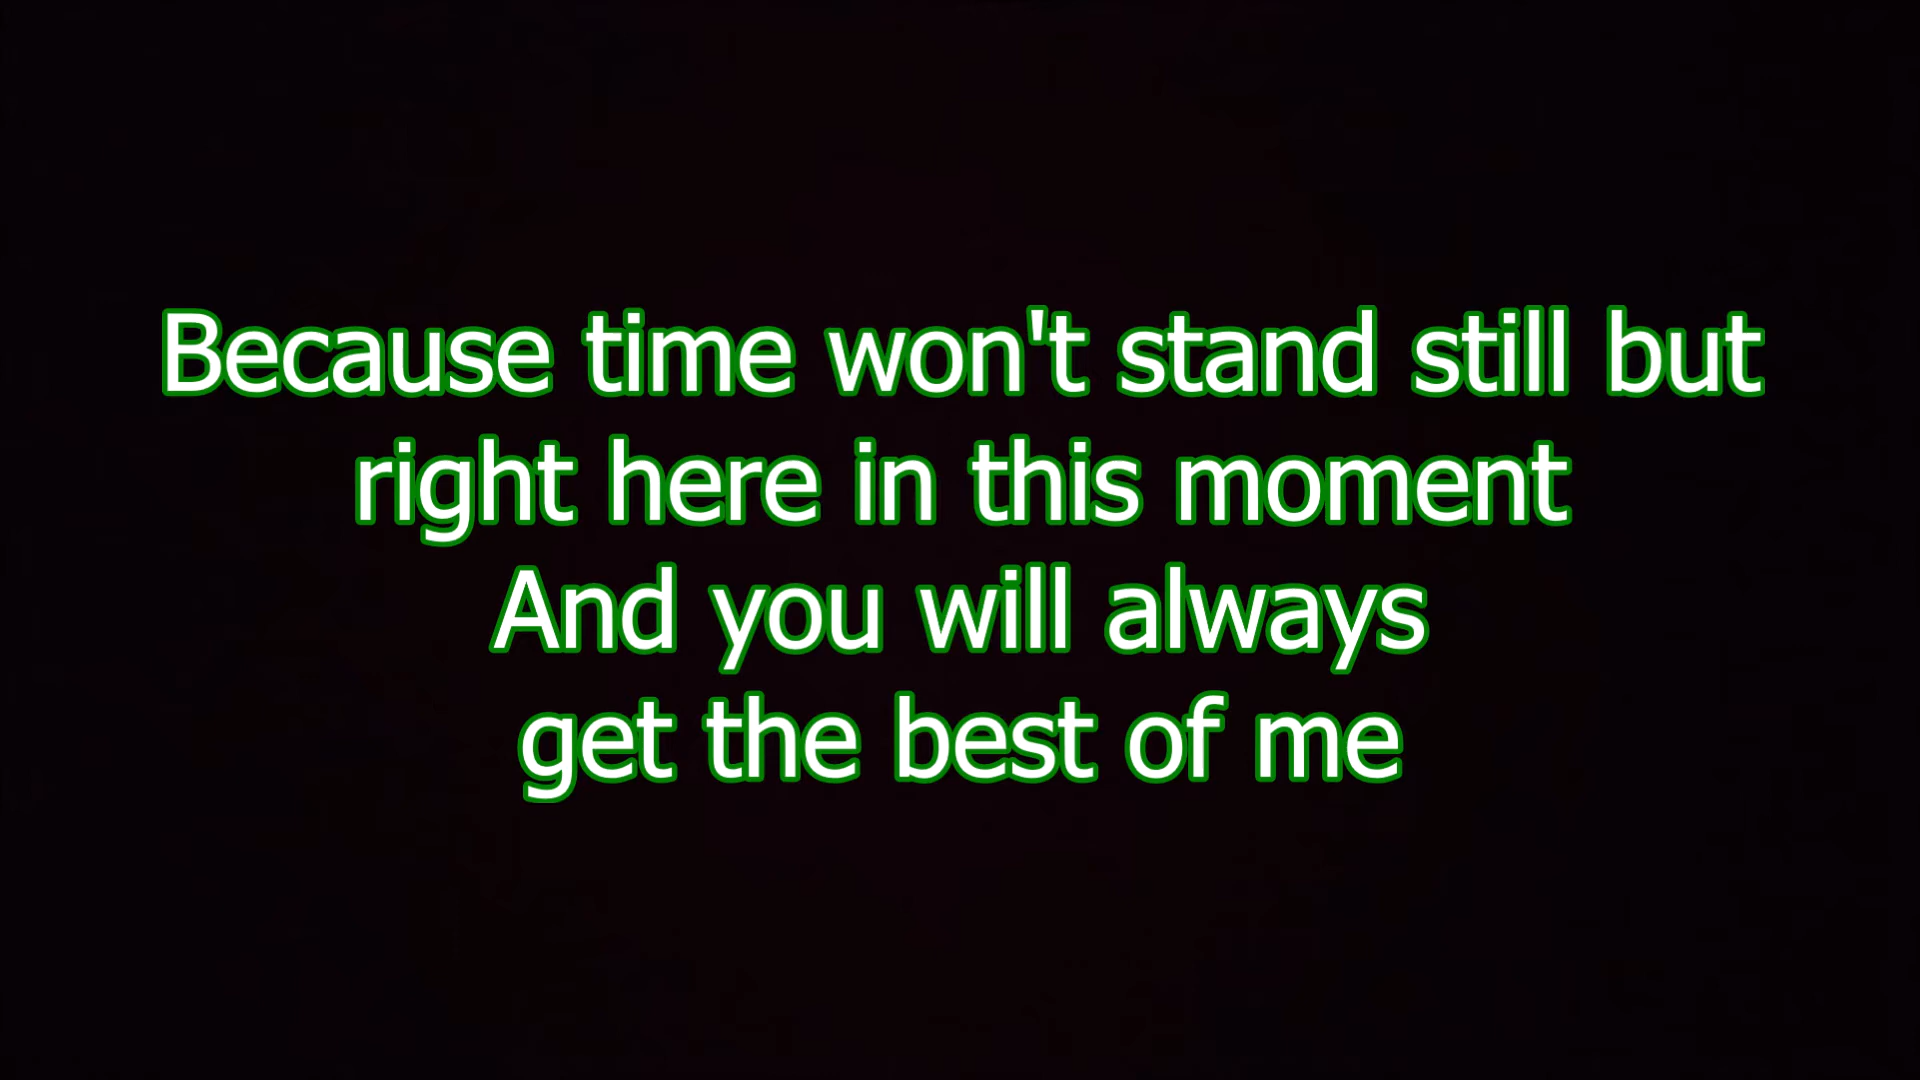 Because time won't stand still but
right here in this moment
And you will always
get the best of me